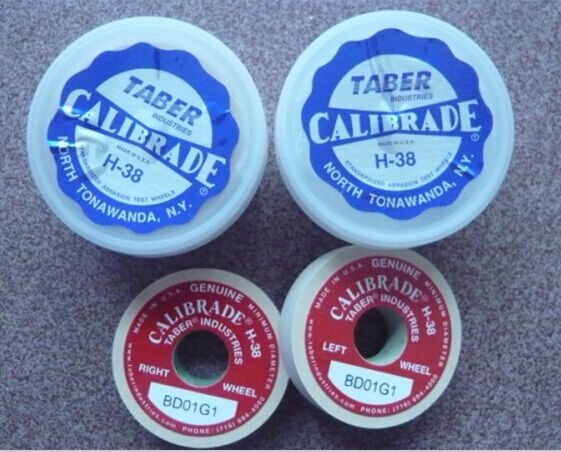 TABER
INDUSTRIES
CALIBRADE
MADE IN U.S.A.
H-38
STANDARDIZED ABRASION TEST WHEELS
NORTH TONAWANDA, N.Y. ®
TABER
INDUSTRIES
CALIBRADE
MADE IN U.S.A.
H-38
STANDARDIZED ABRASION TEST WHEELS
NORTH TONAWANDA, N.Y. ®
MADE IN U.S.A. GENUINE MINIMUM DIAMETER
CALIBRADE® H-38
TABER® INDUSTRIES
RIGHT WHEEL
BD01G1
www.taberindustries.com PHONE: (716) 694-4000
MADE IN U.S.A. GENUINE MINIMUM DIAMETER
CALIBRADE® H-38
TABER® INDUSTRIES
LEFT WHEEL
BD01G1
www.taberindustries.com PHONE: (716) 694-4000